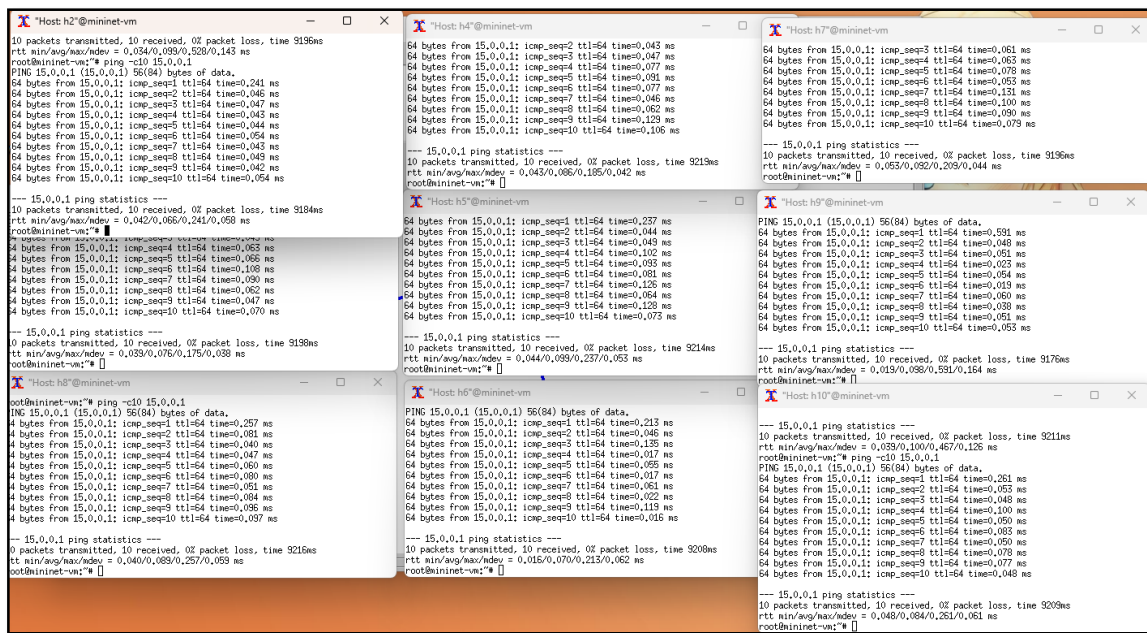 "Host: h2"@mininet-vm
10 packets transmitted, 10 received, 0% packet loss, time 9196ms
rtt min/avg/max/mdev = 0.034/0.099/0.528/0.143 ms
root@mininet-vm:~# ping -c10 15.0.0.1
PING 15.0.0.1 (15.0.0.1) 56(84) bytes of data.
64 bytes from 15.0.0.1: icmp_seq=1 ttl=64 time=0.241 ms
64 bytes from 15.0.0.1: icmp_seq=2 ttl=64 time=0.046 ms
64 bytes from 15.0.0.1: icmp_seq=3 ttl=64 time=0.047 ms
64 bytes from 15.0.0.1: icmp_seq=4 ttl=64 time=0.043 ms
64 bytes from 15.0.0.1: icmp_seq=5 ttl=64 time=0.044 ms
64 bytes from 15.0.0.1: icmp_seq=6 ttl=64 time=0.054 ms
64 bytes from 15.0.0.1: icmp_seq=7 ttl=64 time=0.043 ms
64 bytes from 15.0.0.1: icmp_seq=8 ttl=64 time=0.049 ms
64 bytes from 15.0.0.1: icmp_seq=9 ttl=64 time=0.042 ms
64 bytes from 15.0.0.1: icmp_seq=10 ttl=64 time=0.054 ms
--- 15.0.0.1 ping statistics ---
10 packets transmitted, 10 received, 0% packet loss, time 9184ms
rtt min/avg/max/mdev = 0.042/0.066/0.241/0.058 ms
root@mininet-vm:~#
64 bytes from 15.0.0.1: icmp_seq=4 ttl=64 time=0.063 ms
64 bytes from 15.0.0.1: icmp_seq=5 ttl=64 time=0.066 ms
64 bytes from 15.0.0.1: icmp_seq=6 ttl=64 time=0.108 ms
64 bytes from 15.0.0.1: icmp_seq=7 ttl=64 time=0.090 ms
64 bytes from 15.0.0.1: icmp_seq=8 ttl=64 time=0.062 ms
64 bytes from 15.0.0.1: icmp_seq=9 ttl=64 time=0.047 ms
64 bytes from 15.0.0.1: icmp_seq=10 ttl=64 time=0.070 ms
--- 15.0.0.1 ping statistics ---
10 packets transmitted, 10 received, 0% packet loss, time 9198ms
rtt min/avg/max/mdev = 0.039/0.076/0.175/0.038 ms
root@mininet-vm:~#
"Host: h8"@mininet-vm
oot@mininet-vm:~# ping -c10 15.0.0.1
ING 15.0.0.1 (15.0.0.1) 56(84) bytes of data.
4 bytes from 15.0.0.1: icmp_seq=1 ttl=64 time=0.257 ms
4 bytes from 15.0.0.1: icmp_seq=2 ttl=64 time=0.081 ms
4 bytes from 15.0.0.1: icmp_seq=3 ttl=64 time=0.040 ms
4 bytes from 15.0.0.1: icmp_seq=4 ttl=64 time=0.047 ms
4 bytes from 15.0.0.1: icmp_seq=5 ttl=64 time=0.060 ms
4 bytes from 15.0.0.1: icmp_seq=6 ttl=64 time=0.080 ms
4 bytes from 15.0.0.1: icmp_seq=7 ttl=64 time=0.051 ms
4 bytes from 15.0.0.1: icmp_seq=8 ttl=64 time=0.084 ms
4 bytes from 15.0.0.1: icmp_seq=9 ttl=64 time=0.096 ms
4 bytes from 15.0.0.1: icmp_seq=10 ttl=64 time=0.097 ms
-- 15.0.0.1 ping statistics ---
0 packets transmitted, 10 received, 0% packet loss, time 9216ms
tt min/avg/max/mdev = 0.040/0.089/0.257/0.059 ms
oot@mininet-vm:~#
"Host: h4"@mininet-vm
64 bytes from 15.0.0.1: icmp_seq=2 ttl=64 time=0.043 ms
64 bytes from 15.0.0.1: icmp_seq=3 ttl=64 time=0.047 ms
64 bytes from 15.0.0.1: icmp_seq=4 ttl=64 time=0.077 ms
64 bytes from 15.0.0.1: icmp_seq=5 ttl=64 time=0.091 ms
64 bytes from 15.0.0.1: icmp_seq=6 ttl=64 time=0.077 ms
64 bytes from 15.0.0.1: icmp_seq=7 ttl=64 time=0.046 ms
64 bytes from 15.0.0.1: icmp_seq=8 ttl=64 time=0.062 ms
64 bytes from 15.0.0.1: icmp_seq=9 ttl=64 time=0.129 ms
64 bytes from 15.0.0.1: icmp_seq=10 ttl=64 time=0.106 ms
--- 15.0.0.1 ping statistics ---
10 packets transmitted, 10 received, 0% packet loss, time 9219ms
rtt min/avg/max/mdev = 0.043/0.086/0.185/0.042 ms
root@mininet-vm:~#
"Host: h5"@mininet-vm
64 bytes from 15.0.0.1: icmp_seq=1 ttl=64 time=0.237 ms
64 bytes from 15.0.0.1: icmp_seq=2 ttl=64 time=0.044 ms
64 bytes from 15.0.0.1: icmp_seq=3 ttl=64 time=0.049 ms
64 bytes from 15.0.0.1: icmp_seq=4 ttl=64 time=0.102 ms
64 bytes from 15.0.0.1: icmp_seq=5 ttl=64 time=0.093 ms
64 bytes from 15.0.0.1: icmp_seq=6 ttl=64 time=0.081 ms
64 bytes from 15.0.0.1: icmp_seq=7 ttl=64 time=0.126 ms
64 bytes from 15.0.0.1: icmp_seq=8 ttl=64 time=0.064 ms
64 bytes from 15.0.0.1: icmp_seq=9 ttl=64 time=0.128 ms
64 bytes from 15.0.0.1: icmp_seq=10 ttl=64 time=0.073 ms
--- 15.0.0.1 ping statistics ---
10 packets transmitted, 10 received, 0% packet loss, time 9214ms
rtt min/avg/max/mdev = 0.044/0.099/0.237/0.053 ms
root@mininet-vm:~#
"Host: h6"@mininet-vm
PING 15.0.0.1 (15.0.0.1) 56(84) bytes of data.
64 bytes from 15.0.0.1: icmp_seq=1 ttl=64 time=0.213 ms
64 bytes from 15.0.0.1: icmp_seq=2 ttl=64 time=0.046 ms
64 bytes from 15.0.0.1: icmp_seq=3 ttl=64 time=0.135 ms
64 bytes from 15.0.0.1: icmp_seq=4 ttl=64 time=0.017 ms
64 bytes from 15.0.0.1: icmp_seq=5 ttl=64 time=0.055 ms
64 bytes from 15.0.0.1: icmp_seq=6 ttl=64 time=0.017 ms
64 bytes from 15.0.0.1: icmp_seq=7 ttl=64 time=0.061 ms
64 bytes from 15.0.0.1: icmp_seq=8 ttl=64 time=0.022 ms
64 bytes from 15.0.0.1: icmp_seq=9 ttl=64 time=0.119 ms
64 bytes from 15.0.0.1: icmp_seq=10 ttl=64 time=0.016 ms
--- 15.0.0.1 ping statistics ---
10 packets transmitted, 10 received, 0% packet loss, time 9208ms
rtt min/avg/max/mdev = 0.016/0.070/0.213/0.062 ms
root@mininet-vm:~#
"Host: h7"@mininet-vm
64 bytes from 15.0.0.1: icmp_seq=3 ttl=64 time=0.061 ms
64 bytes from 15.0.0.1: icmp_seq=4 ttl=64 time=0.063 ms
64 bytes from 15.0.0.1: icmp_seq=5 ttl=64 time=0.078 ms
64 bytes from 15.0.0.1: icmp_seq=6 ttl=64 time=0.053 ms
64 bytes from 15.0.0.1: icmp_seq=7 ttl=64 time=0.131 ms
64 bytes from 15.0.0.1: icmp_seq=8 ttl=64 time=0.100 ms
64 bytes from 15.0.0.1: icmp_seq=9 ttl=64 time=0.090 ms
64 bytes from 15.0.0.1: icmp_seq=10 ttl=64 time=0.079 ms
--- 15.0.0.1 ping statistics ---
10 packets transmitted, 10 received, 0% packet loss, time 9196ms
rtt min/avg/max/mdev = 0.053/0.092/0.209/0.044 ms
root@mininet-vm:~#
"Host: h9"@mininet-vm
PING 15.0.0.1 (15.0.0.1) 56(84) bytes of data.
64 bytes from 15.0.0.1: icmp_seq=1 ttl=64 time=0.591 ms
64 bytes from 15.0.0.1: icmp_seq=2 ttl=64 time=0.048 ms
64 bytes from 15.0.0.1: icmp_seq=3 ttl=64 time=0.051 ms
64 bytes from 15.0.0.1: icmp_seq=4 ttl=64 time=0.023 ms
64 bytes from 15.0.0.1: icmp_seq=5 ttl=64 time=0.054 ms
64 bytes from 15.0.0.1: icmp_seq=6 ttl=64 time=0.019 ms
64 bytes from 15.0.0.1: icmp_seq=7 ttl=64 time=0.060 ms
64 bytes from 15.0.0.1: icmp_seq=8 ttl=64 time=0.038 ms
64 bytes from 15.0.0.1: icmp_seq=9 ttl=64 time=0.051 ms
64 bytes from 15.0.0.1: icmp_seq=10 ttl=64 time=0.053 ms
--- 15.0.0.1 ping statistics ---
10 packets transmitted, 10 received, 0% packet loss, time 9176ms
rtt min/avg/max/mdev = 0.019/0.098/0.591/0.164 ms
root@mininet-vm:~#
"Host: h10"@mininet-vm
--- 15.0.0.1 ping statistics ---
10 packets transmitted, 10 received, 0% packet loss, time 9211ms
rtt min/avg/max/mdev = 0.039/0.100/0.467/0.126 ms
root@mininet-vm:~# ping -c10 15.0.0.1
PING 15.0.0.1 (15.0.0.1) 56(84) bytes of data.
64 bytes from 15.0.0.1: icmp_seq=1 ttl=64 time=0.261 ms
64 bytes from 15.0.0.1: icmp_seq=2 ttl=64 time=0.053 ms
64 bytes from 15.0.0.1: icmp_seq=3 ttl=64 time=0.048 ms
64 bytes from 15.0.0.1: icmp_seq=4 ttl=64 time=0.100 ms
64 bytes from 15.0.0.1: icmp_seq=5 ttl=64 time=0.050 ms
64 bytes from 15.0.0.1: icmp_seq=6 ttl=64 time=0.083 ms
64 bytes from 15.0.0.1: icmp_seq=7 ttl=64 time=0.050 ms
64 bytes from 15.0.0.1: icmp_seq=8 ttl=64 time=0.078 ms
64 bytes from 15.0.0.1: icmp_seq=9 ttl=64 time=0.077 ms
64 bytes from 15.0.0.1: icmp_seq=10 ttl=64 time=0.048 ms
--- 15.0.0.1 ping statistics ---
10 packets transmitted, 10 received, 0% packet loss, time 9209ms
rtt min/avg/max/mdev = 0.048/0.084/0.261/0.061 ms
root@mininet-vm:~#